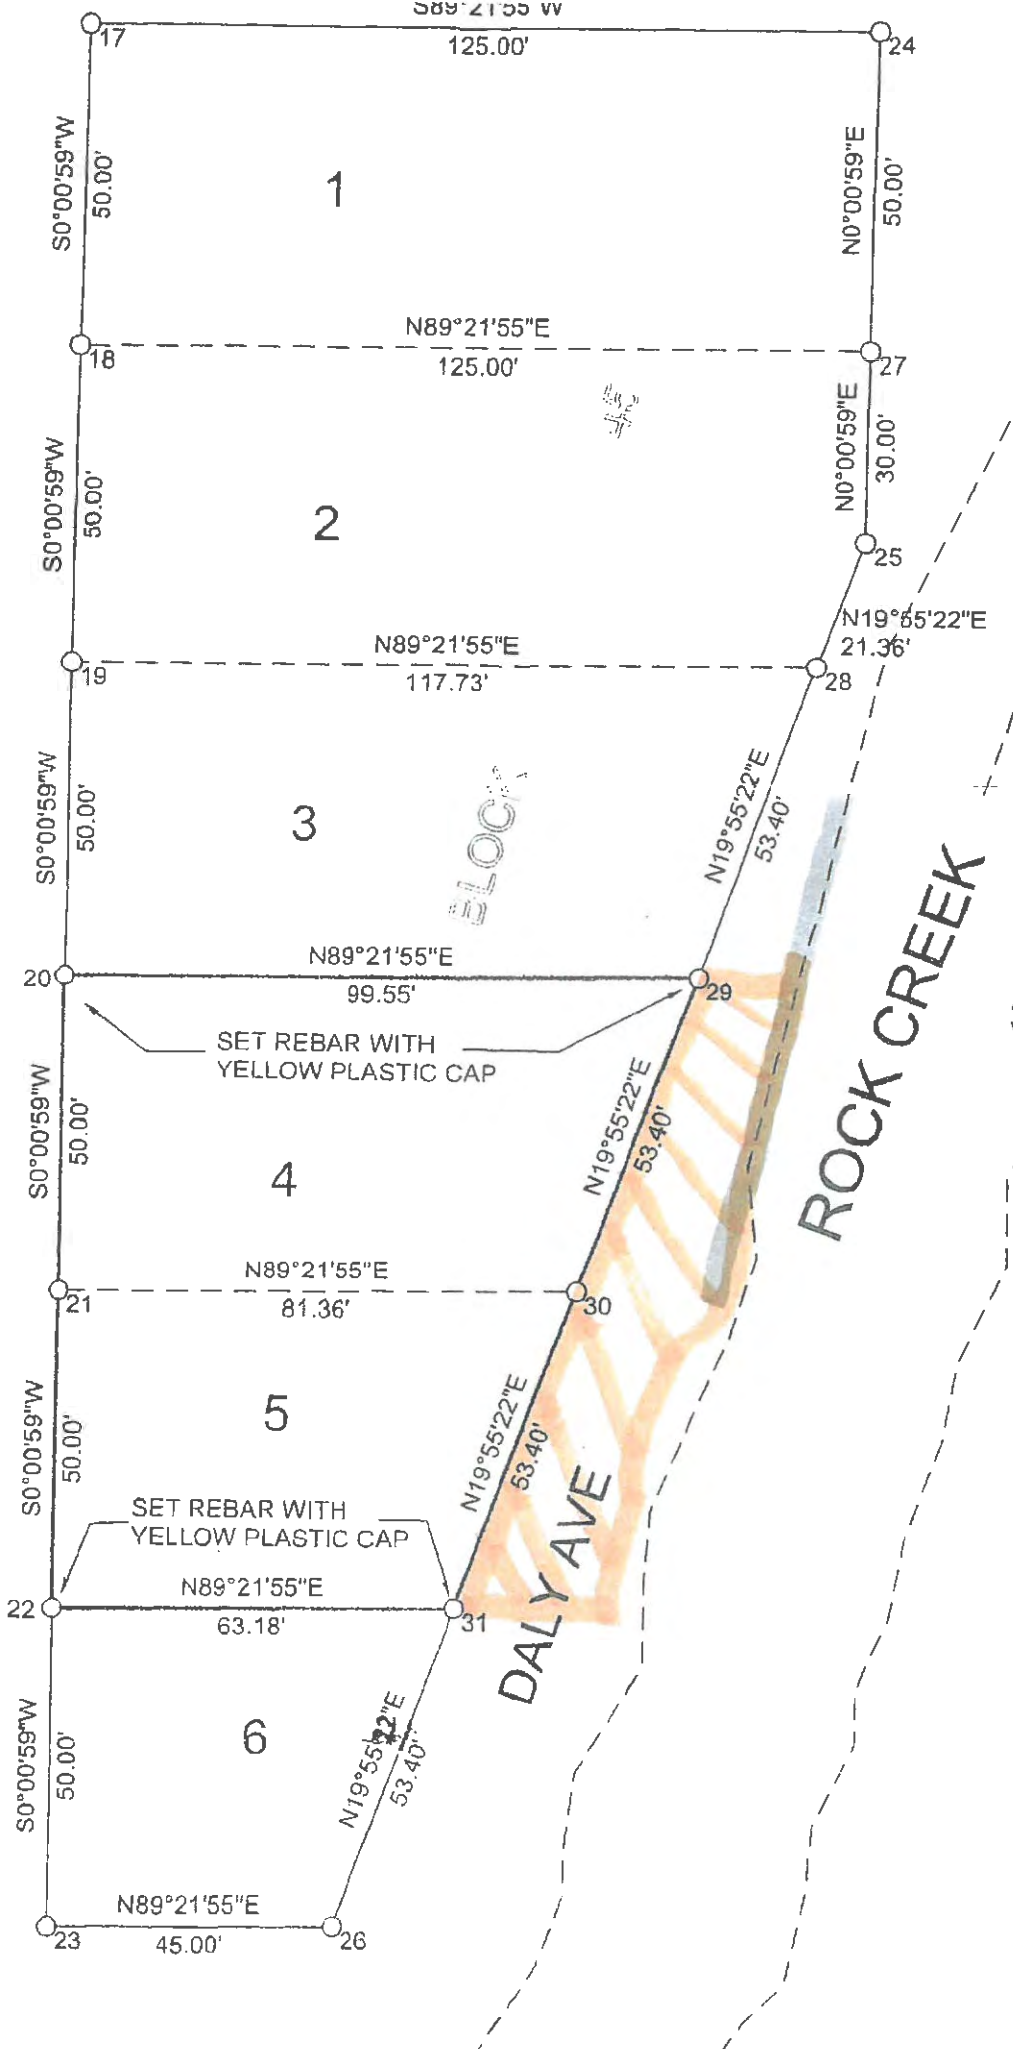 S89°21'55"W
125.00'
17
24
S0°00'59"W
50.00'
1
N0°00'59"E
50.00'
N89°21'55"E
125.00'
18
27
S0°00'59"W
50.00'
2
N0°00'59"E
30.00'
25
N19°55'22"E
21.36'
N89°21'55"E
117.73'
19
28
S0°00'59"W
50.00'
3
BLOCK
N19°55'22"E
53.40'
ROCK CREEK
N89°21'55"E
99.55'
20
29
SET REBAR WITH
YELLOW PLASTIC CAP
S0°00'59"W
50.00'
4
N19°55'22"E
53.40'
N89°21'55"E
81.36'
21
30
S0°00'59"W
50.00'
5
N19°55'22"E
53.40'
DALY AVE
SET REBAR WITH
YELLOW PLASTIC CAP
N89°21'55"E
63.18'
22
31
S0°00'59"W
50.00'
6
N19°55'22"E
53.40'
N89°21'55"E
45.00'
23
26